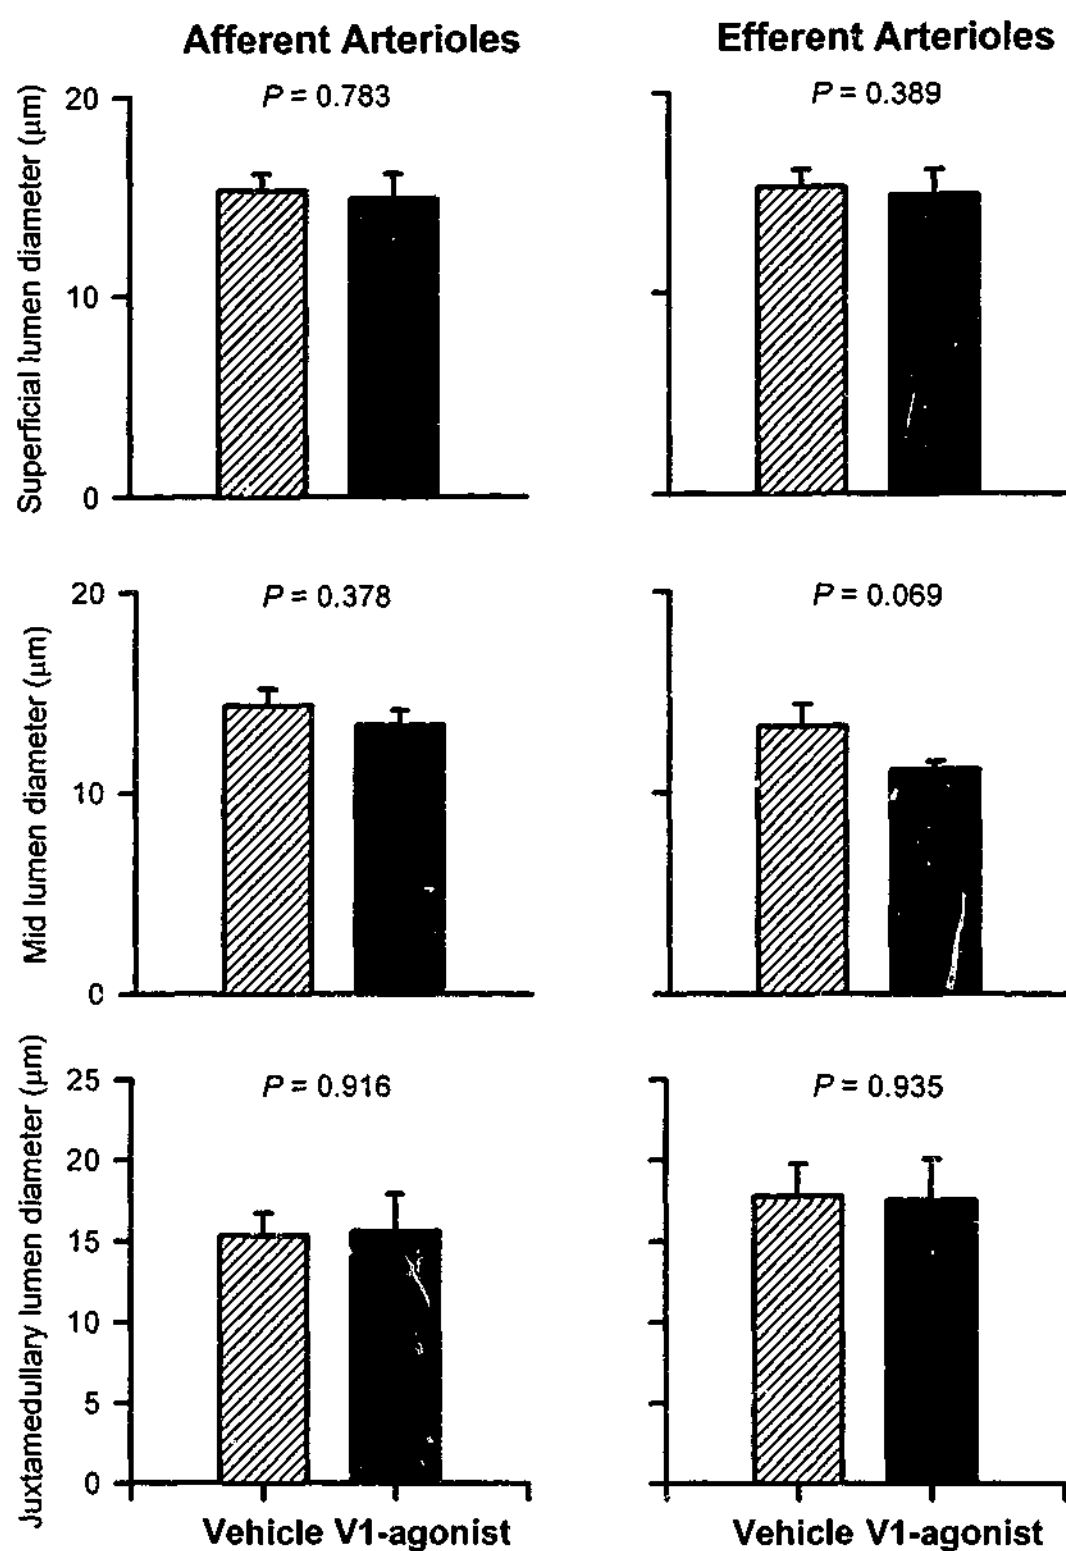 Afferent Arterioles
Efferent Arterioles
Superficial lumen diameter (μm)
20
10
0
P = 0.783
P = 0.389
Mid lumen diameter (μm)
20
10
0
P = 0.378
P = 0.069
Juxtamedullary lumen diameter (μm)
25
20
15
10
5
0
P = 0.916
P = 0.935
Vehicle V1-agonist
Vehicle V1-agonist